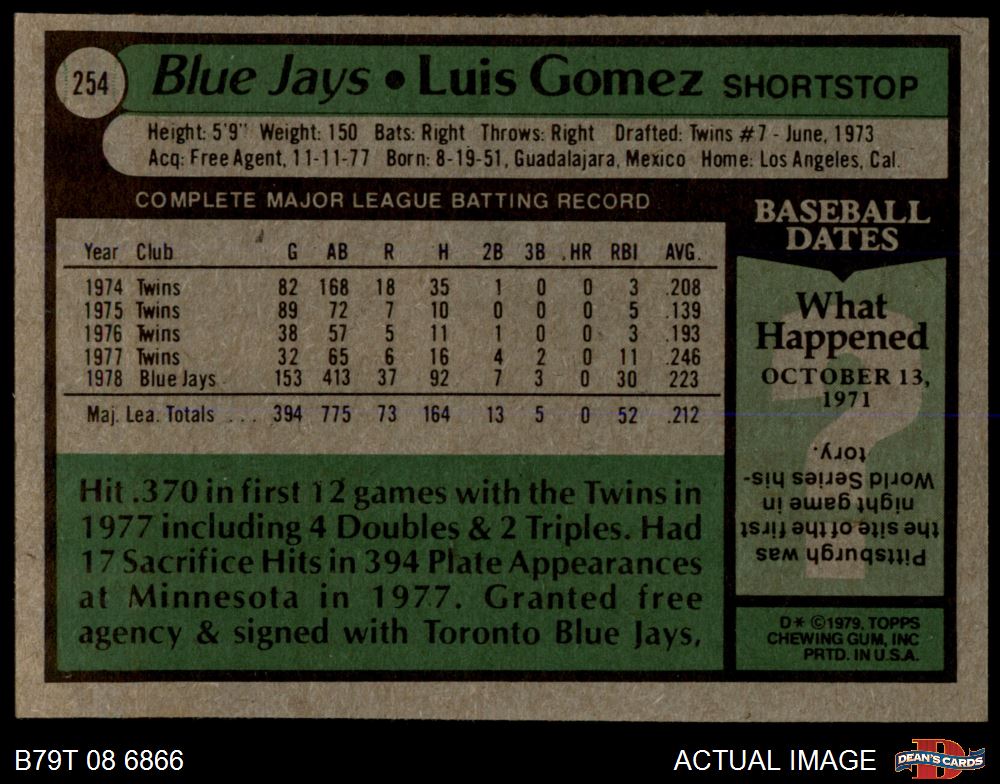 254 Blue Jays • Luis Gomez SHORTSTOP
Height: 5'9" Weight: 150 Bats: Right Throws: Right Drafted: Twins #7 - June, 1973
Acq: Free Agent, 11-11-77 Born: 8-19-51, Guadalajara, Mexico Home: Los Angeles, Cal.
COMPLETE MAJOR LEAGUE BATTING RECORD
Year Club G AB R H 2B 3B HR RBI AVG.
1974 Twins 82 168 18 35 1 0 0 3 .208
1975 Twins 89 72 7 10 0 0 0 5 .139
1976 Twins 38 57 5 11 1 0 0 3 .193
1977 Twins 32 65 6 16 4 2 0 11 .246
1978 Blue Jays 153 413 37 92 7 3 0 30 .223
Maj. Lea. Totals . . . 394 775 73 164 13 5 0 52 .212
Hit .370 in first 12 games with the Twins in
1977 including 4 Doubles & 2 Triples. Had
17 Sacrifice Hits in 394 Plate Appearances
at Minnesota in 1977. Granted free
agency & signed with Toronto Blue Jays,
BASEBALL
DATES
What
Happened
OCTOBER 13,
1971
?
Pittsburgh was
the site of the first
night game in
World Series his-
tory.
D* ©1979, TOPPS
CHEWING GUM, INC
PRTD. IN U.S.A.
B79T 08 6866
ACTUAL IMAGE
DEAN'S CARDS